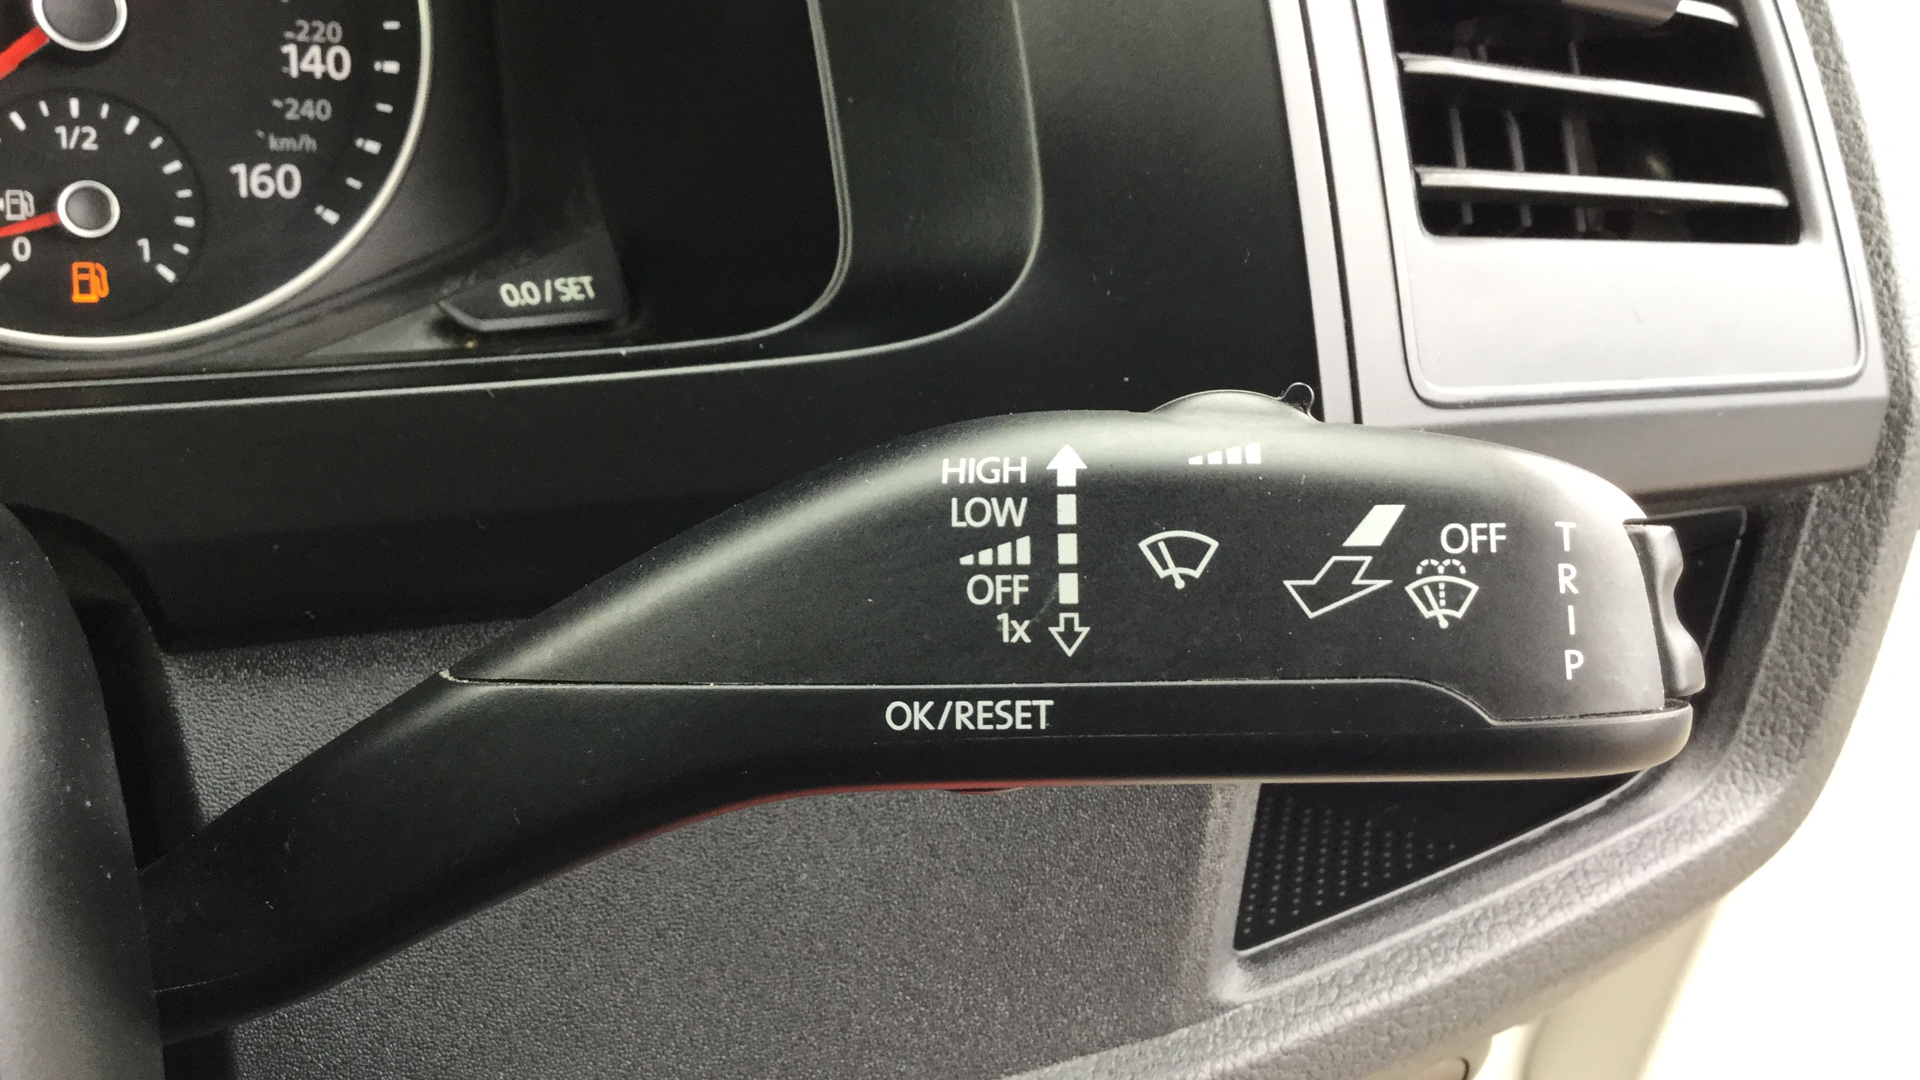 220
140
240
km/h
160
1/2
0
1
0.0/SET
HIGH
LOW
OFF
1x
OFF
TRIP
OK/RESET